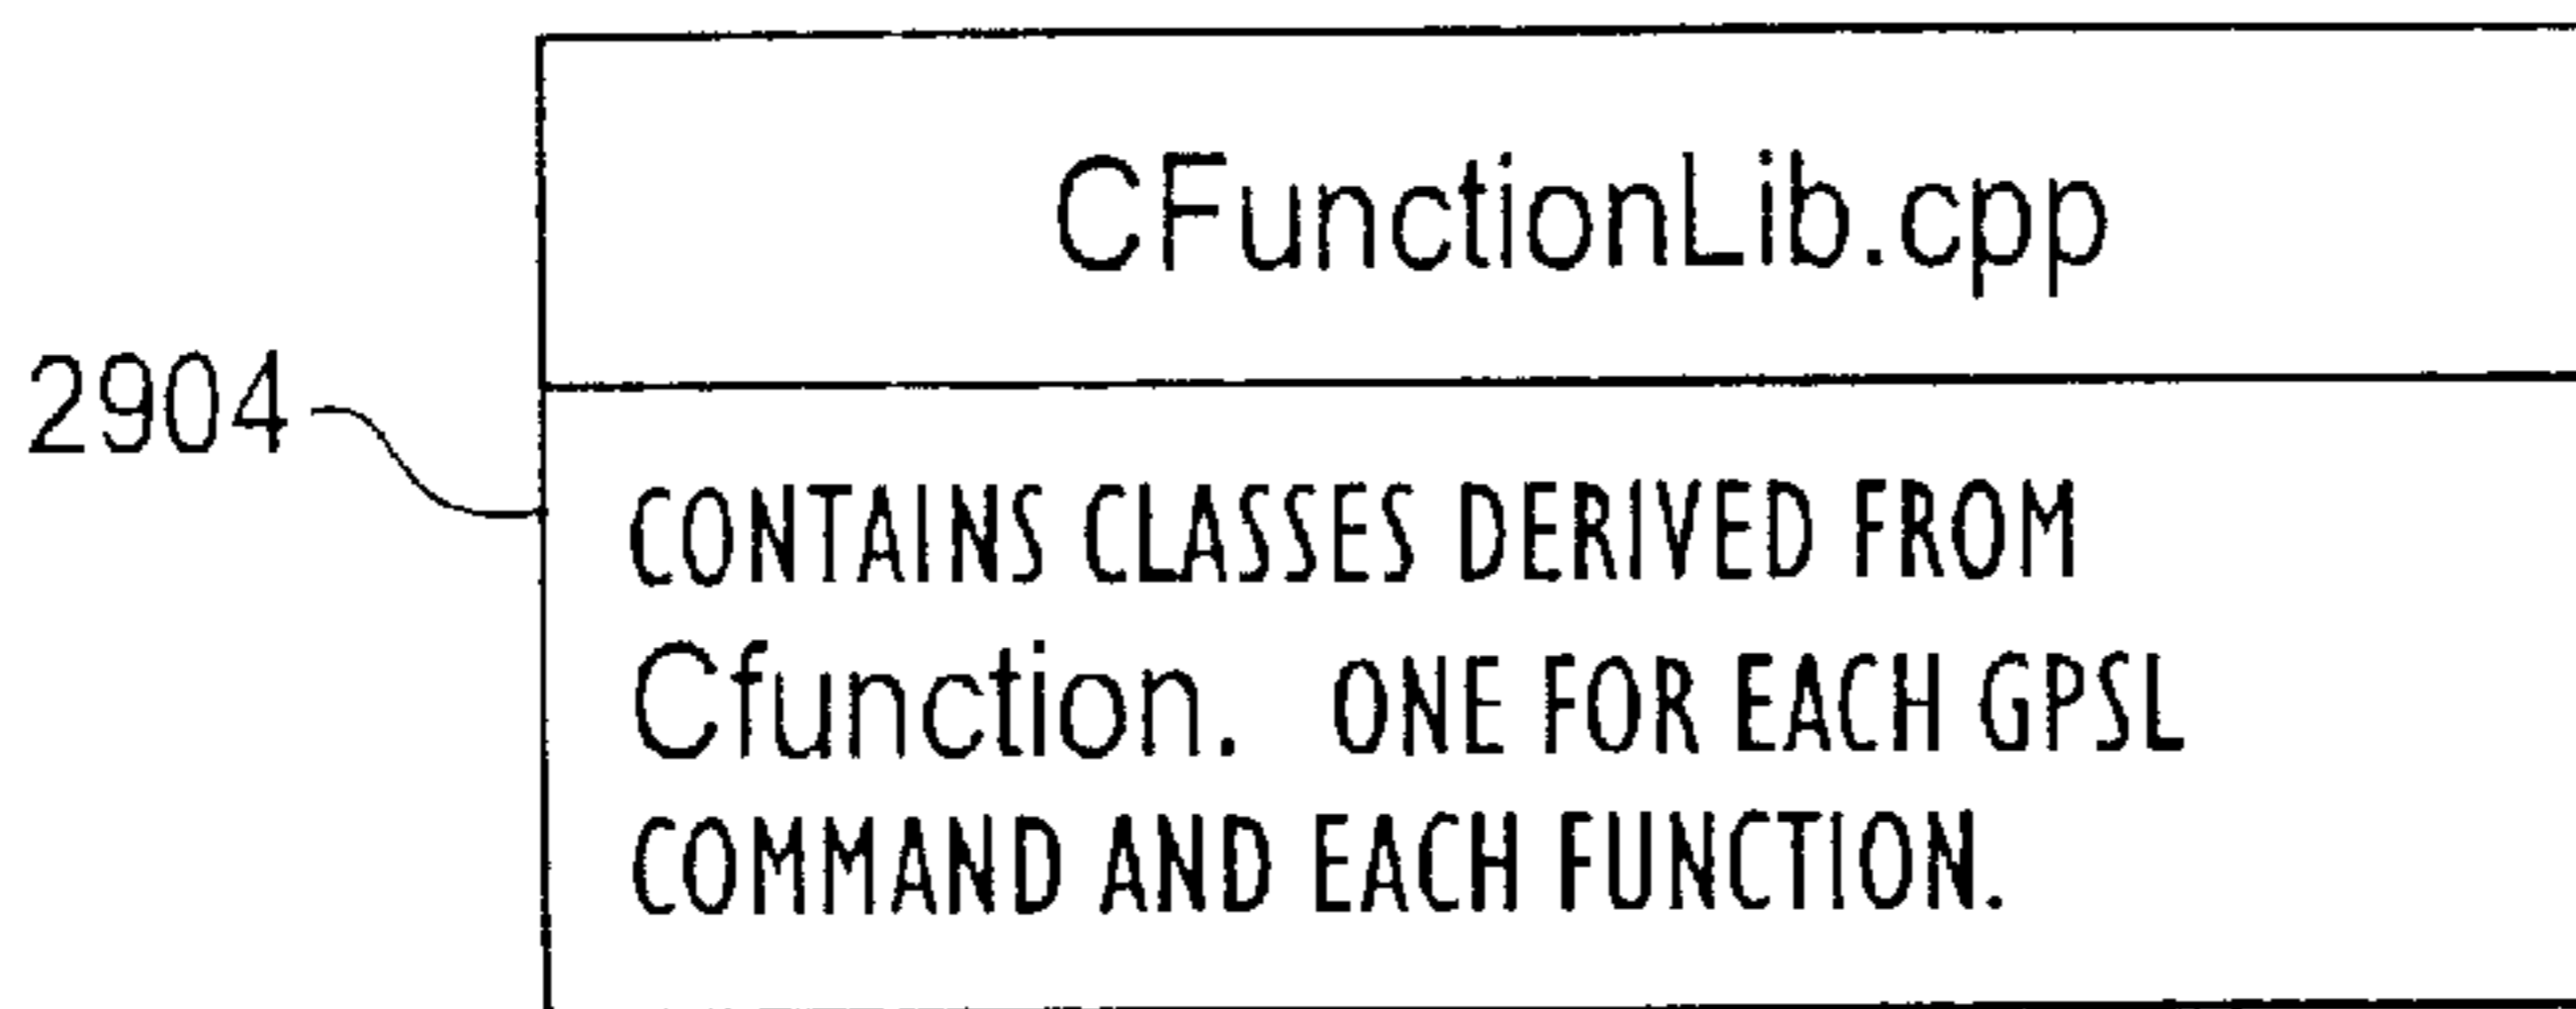 CFunctionLib.cpp
2904
CONTAINS CLASSES DERIVED FROM
Cfunction. ONE FOR EACH GPSL
COMMAND AND EACH FUNCTION.